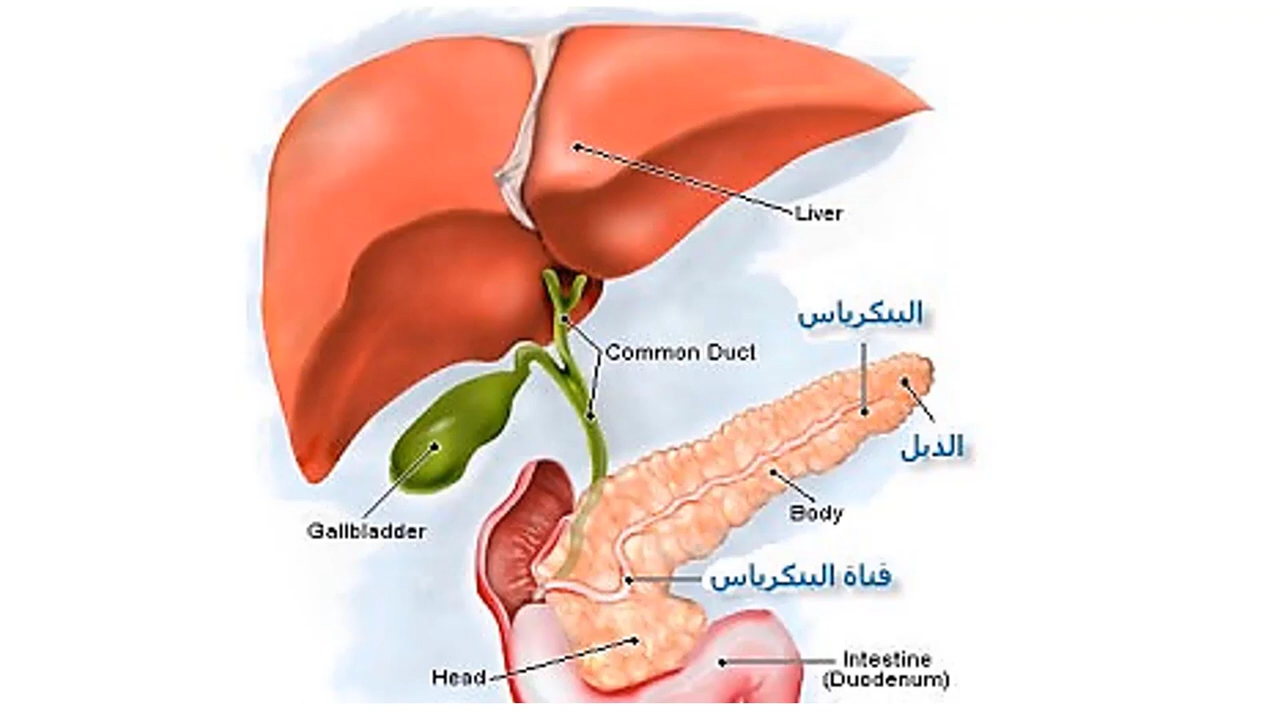 Liver
البنكرياس
Common Duct
الذيل
Body
Gallbladder
قناة البنكرياس
Head
Intestine
(Duodenum)